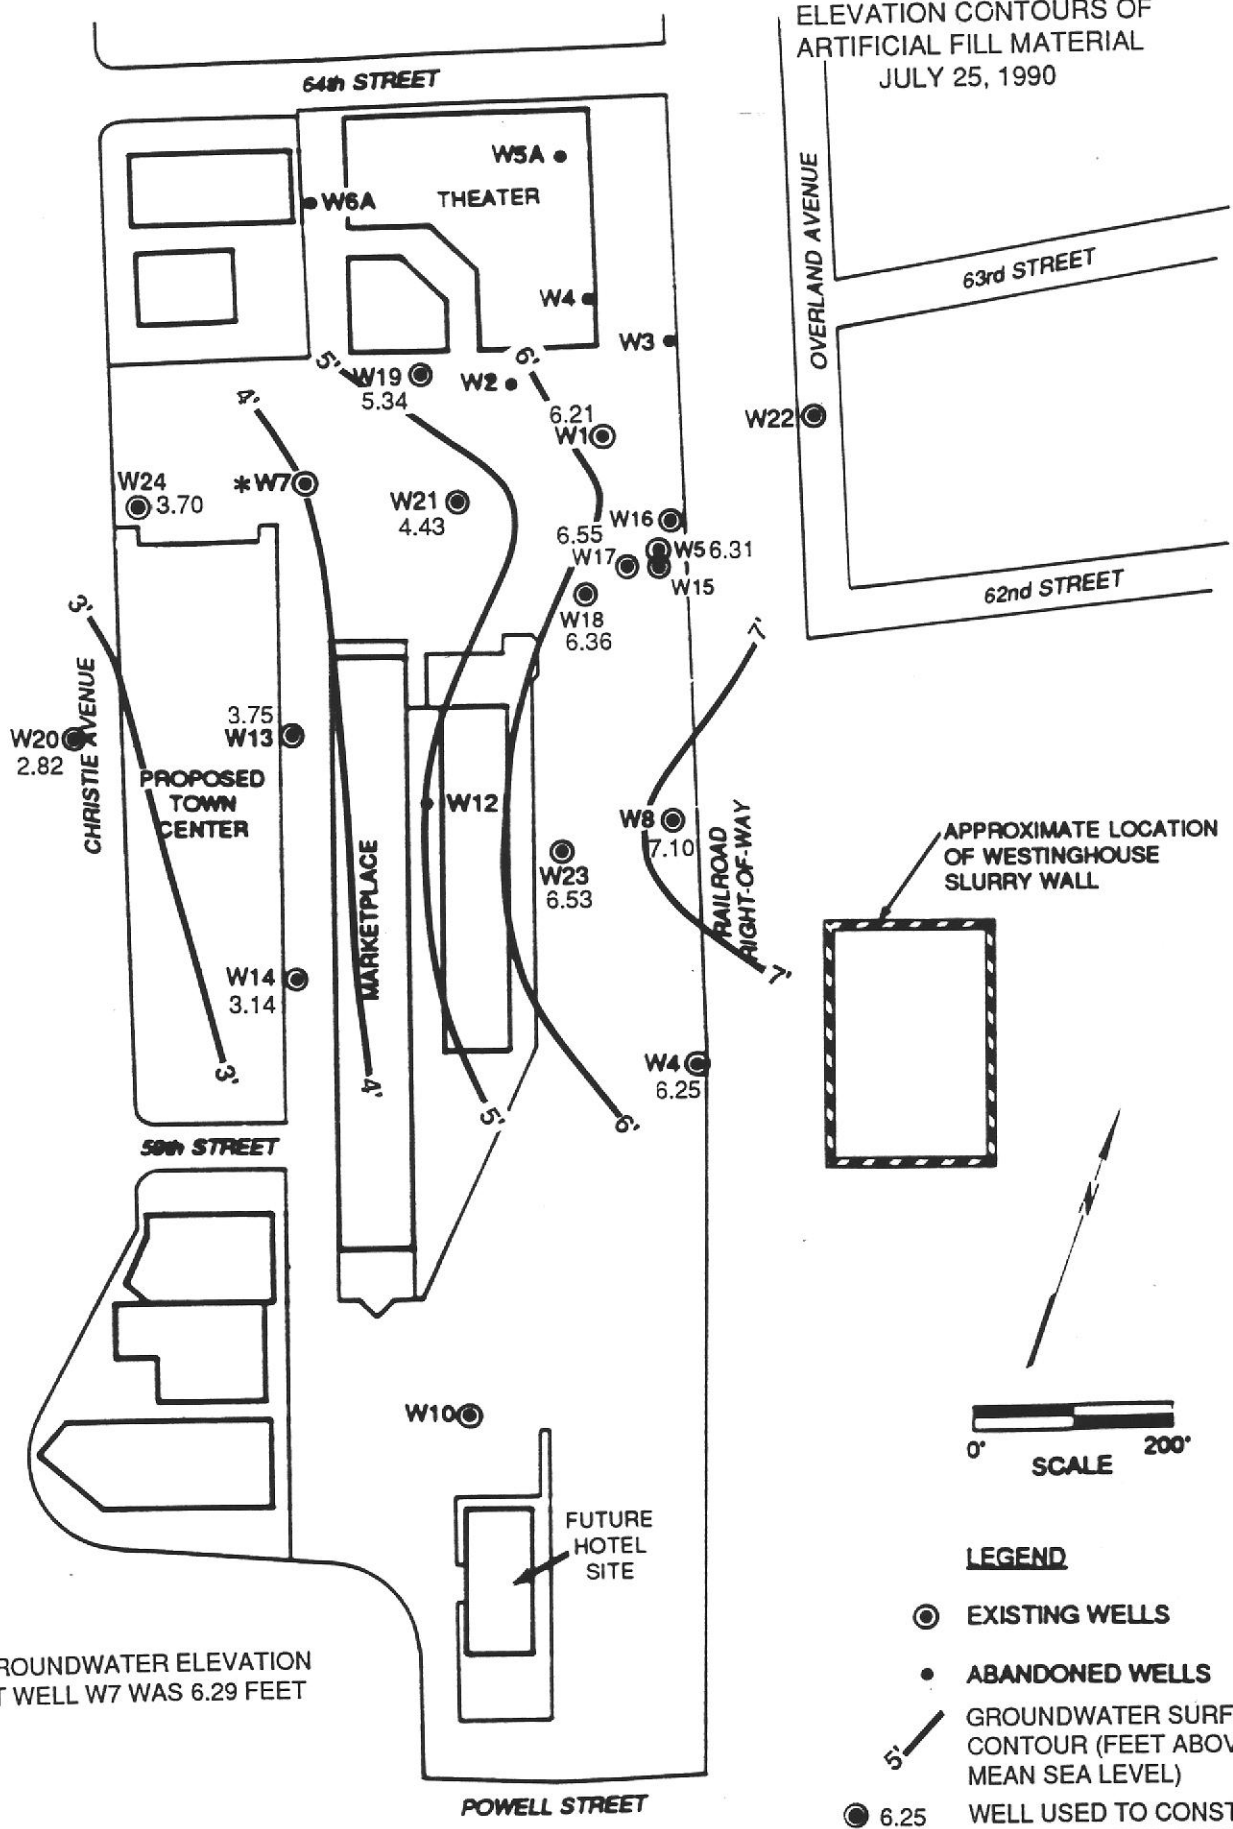 ELEVATION CONTOURS OF
ARTIFICIAL FILL MATERIAL
JULY 25, 1990
64th STREET
W5A
W6A
THEATER
OVERLAND AVENUE
63rd STREET
W4
W3
6'
5'
W19
5.34
W2
4'
6.21
W1
W22
W24
3.70
*W7
W21
4.43
W16
6.55
W5 6.31
W17
W15
62nd STREET
W18
6.36
3'
7'
CHRISTIE AVENUE
3.75
W13
W20
2.82
PROPOSED
TOWN
CENTER
W12
W8
7.10
RAILROAD
RIGHT-OF-WAY
APPROXIMATE LOCATION
OF WESTINGHOUSE
SLURRY WALL
MARKETPLACE
W23
6.53
W14
3.14
7'
W4
6.25
3'
4'
5'
6'
59th STREET
N
W10
0' 200'
SCALE
FUTURE
HOTEL
SITE
LEGEND
EXISTING WELLS
ROUNDWATER ELEVATION
T WELL W7 WAS 6.29 FEET
ABANDONED WELLS
GROUNDWATER SURF
5' CONTOUR (FEET ABOV
MEAN SEA LEVEL)
POWELL STREET
6.25 WELL USED TO CONST